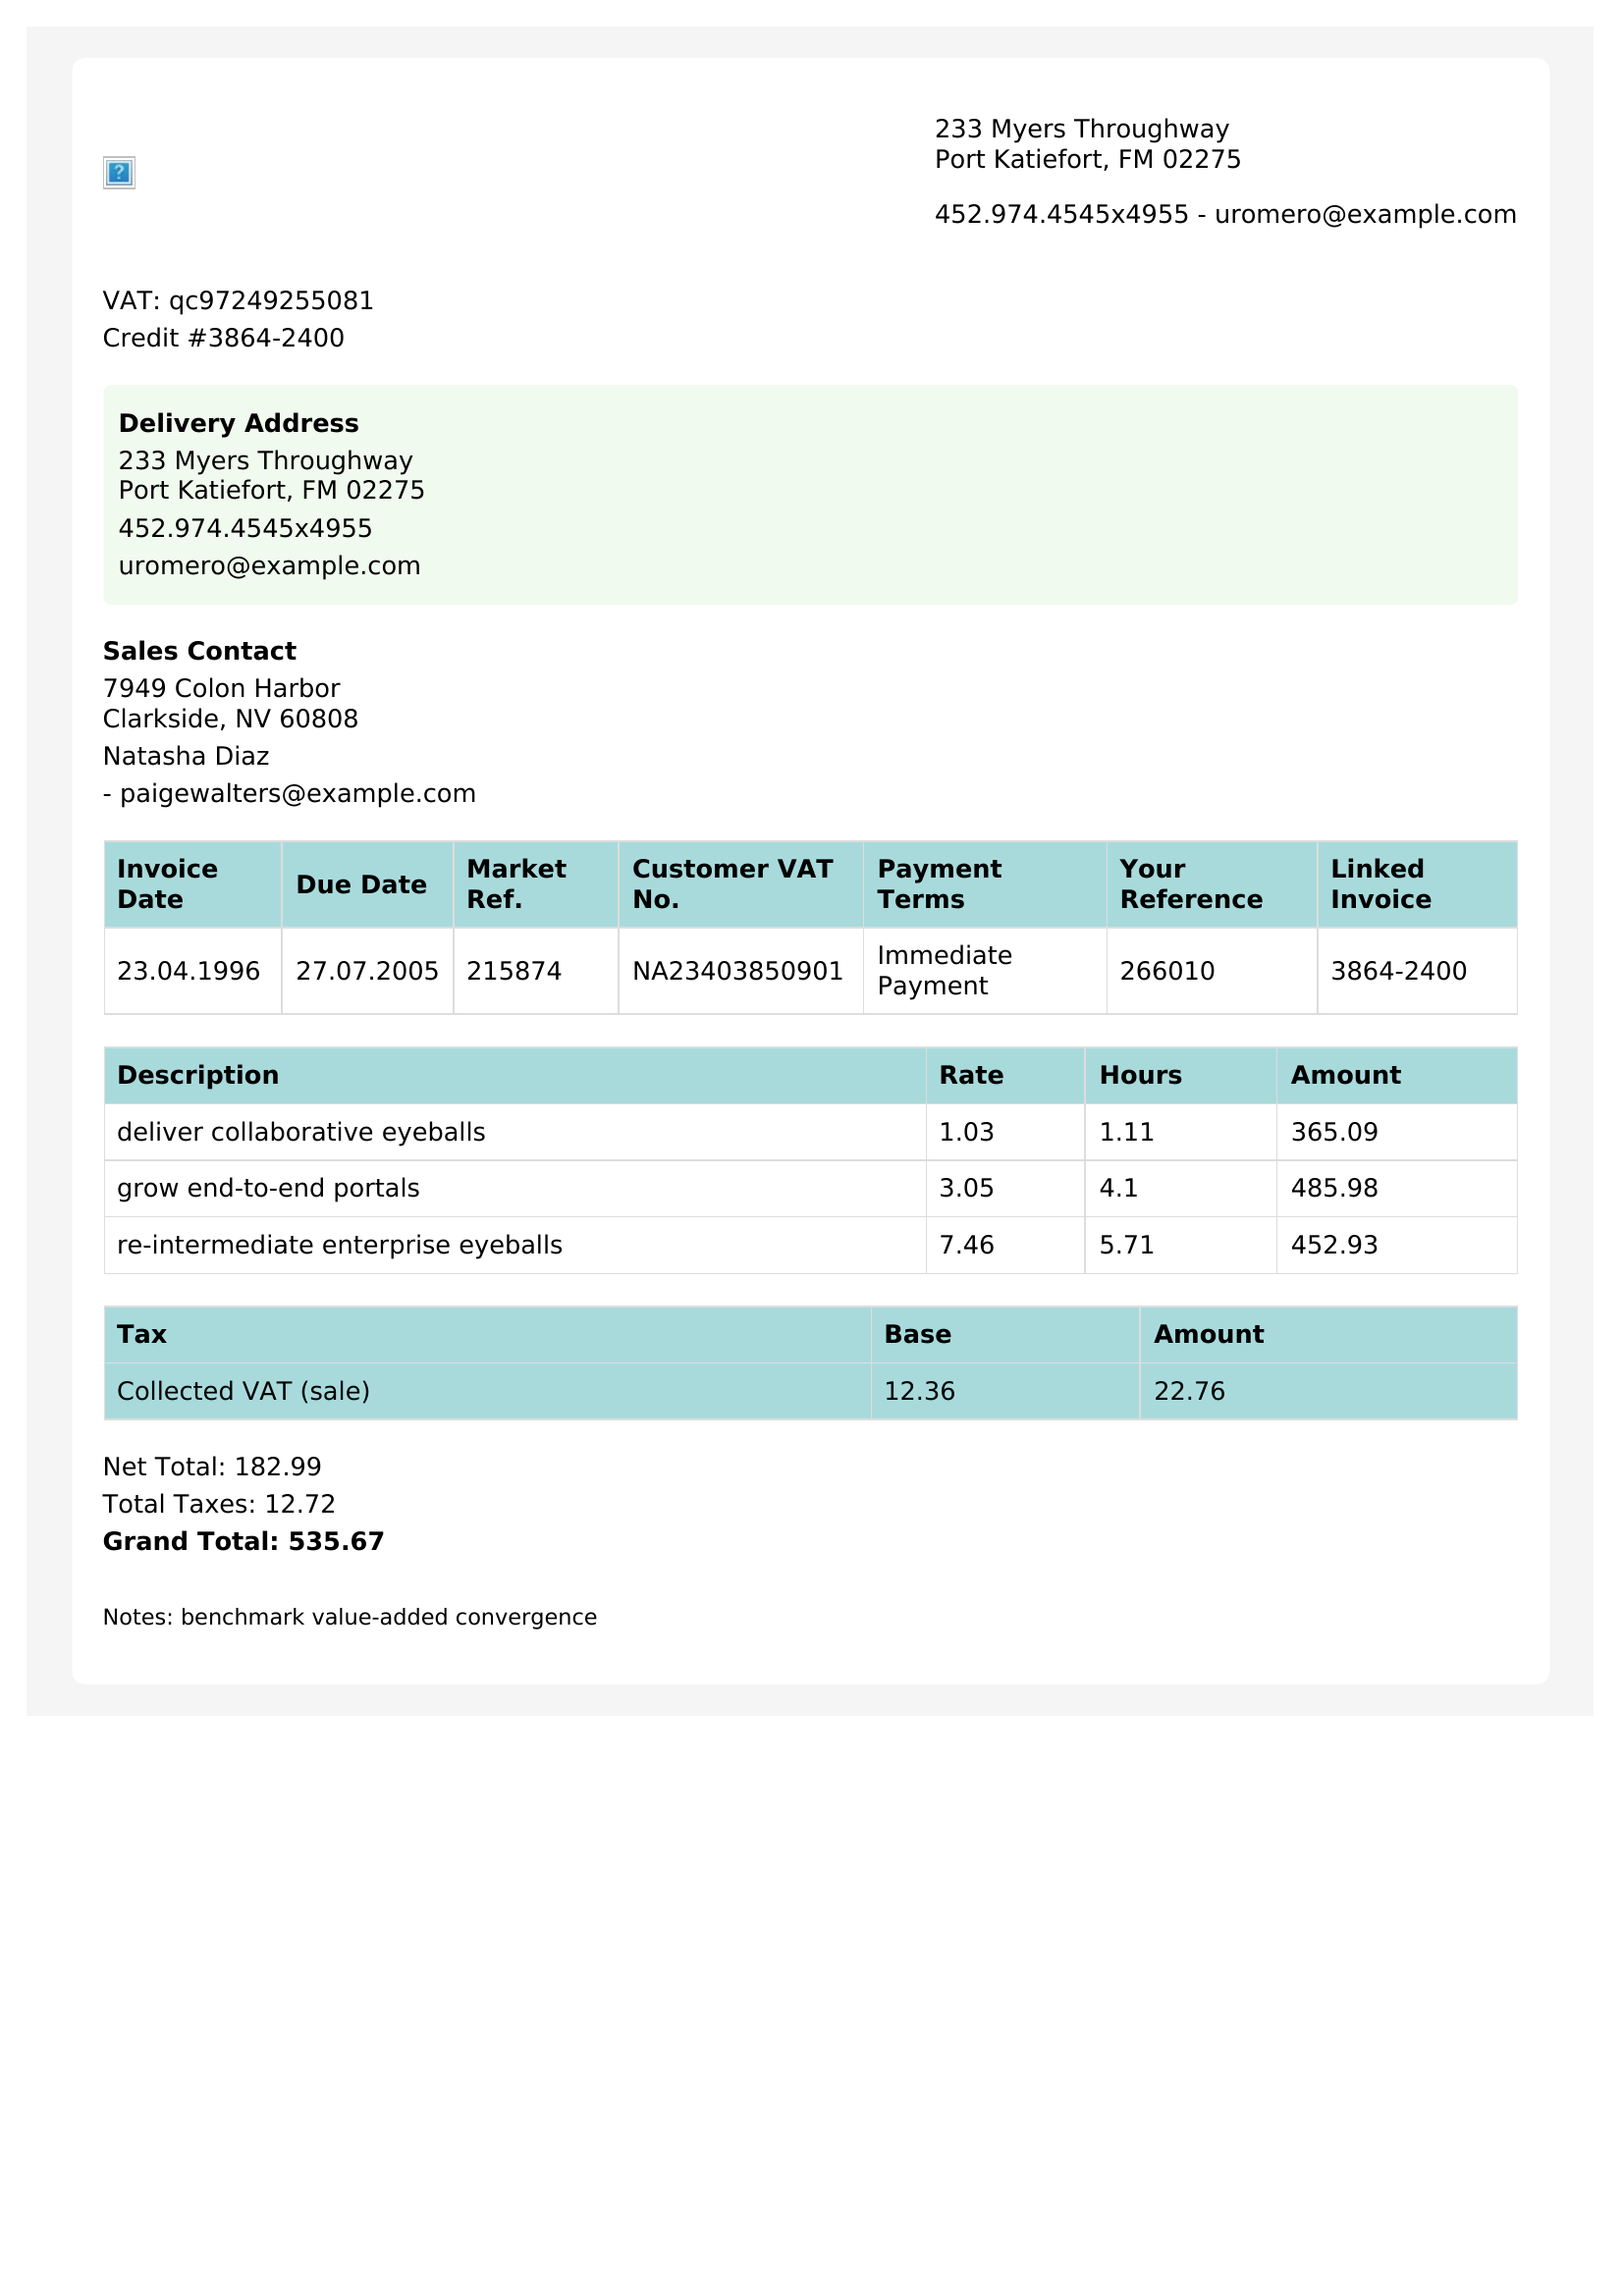 233 Myers Throughway
Port Katiefort, FM 02275
452.974.4545x4955 - uromero@example.com
VAT: qc97249255081
Credit #3864-2400
Delivery Address
233 Myers Throughway
Port Katiefort, FM 02275
452.974.4545x4955
uromero@example.com
Sales Contact
7949 Colon Harbor
Clarkside, NV 60808
Natasha Diaz
- paigewalters@example.com
Invoice Date Due Date Market Ref. Customer VAT No. Payment Terms Your Reference Linked Invoice
23.04.1996 27.07.2005 215874 NA23403850901 Immediate Payment 266010 3864-2400
Description Rate Hours Amount
deliver collaborative eyeballs 1.03 1.11 365.09
grow end-to-end portals 3.05 4.1 485.98
re-intermediate enterprise eyeballs 7.46 5.71 452.93
Tax Base Amount
Collected VAT (sale) 12.36 22.76
Net Total: 182.99
Total Taxes: 12.72
Grand Total: 535.67
Notes: benchmark value-added convergence